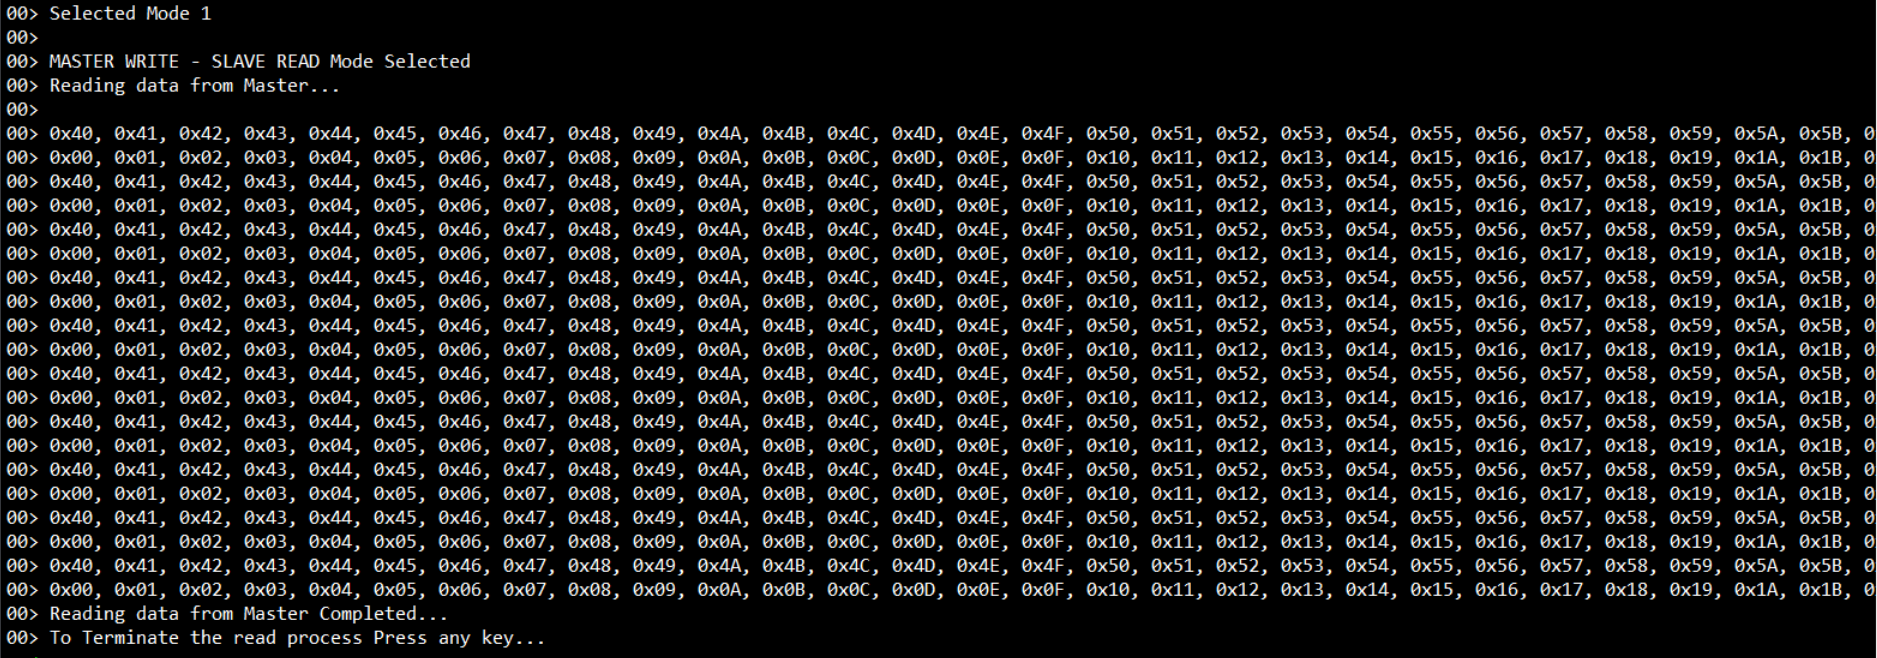 00> Selected Mode 1
00>
00> MASTER WRITE - SLAVE READ Mode Selected
00> Reading data from Master...
00>
00> 0x40, 0x41, 0x42, 0x43, 0x44, 0x45, 0x46, 0x47, 0x48, 0x49, 0x4A, 0x4B, 0x4C, 0x4D, 0x4E, 0x4F, 0x50, 0x51, 0x52, 0x53, 0x54, 0x55, 0x56, 0x57, 0x58, 0x59, 0x5A, 0x5B, 0
00> 0x00, 0x01, 0x02, 0x03, 0x04, 0x05, 0x06, 0x07, 0x08, 0x09, 0x0A, 0x0B, 0x0C, 0x0D, 0x0E, 0x0F, 0x10, 0x11, 0x12, 0x13, 0x14, 0x15, 0x16, 0x17, 0x18, 0x19, 0x1A, 0x1B, 0
00> 0x40, 0x41, 0x42, 0x43, 0x44, 0x45, 0x46, 0x47, 0x48, 0x49, 0x4A, 0x4B, 0x4C, 0x4D, 0x4E, 0x4F, 0x50, 0x51, 0x52, 0x53, 0x54, 0x55, 0x56, 0x57, 0x58, 0x59, 0x5A, 0x5B, 0
00> 0x00, 0x01, 0x02, 0x03, 0x04, 0x05, 0x06, 0x07, 0x08, 0x09, 0x0A, 0x0B, 0x0C, 0x0D, 0x0E, 0x0F, 0x10, 0x11, 0x12, 0x13, 0x14, 0x15, 0x16, 0x17, 0x18, 0x19, 0x1A, 0x1B, 0
00> 0x40, 0x41, 0x42, 0x43, 0x44, 0x45, 0x46, 0x47, 0x48, 0x49, 0x4A, 0x4B, 0x4C, 0x4D, 0x4E, 0x4F, 0x50, 0x51, 0x52, 0x53, 0x54, 0x55, 0x56, 0x57, 0x58, 0x59, 0x5A, 0x5B, 0
00> 0x00, 0x01, 0x02, 0x03, 0x04, 0x05, 0x06, 0x07, 0x08, 0x09, 0x0A, 0x0B, 0x0C, 0x0D, 0x0E, 0x0F, 0x10, 0x11, 0x12, 0x13, 0x14, 0x15, 0x16, 0x17, 0x18, 0x19, 0x1A, 0x1B, 0
00> 0x40, 0x41, 0x42, 0x43, 0x44, 0x45, 0x46, 0x47, 0x48, 0x49, 0x4A, 0x4B, 0x4C, 0x4D, 0x4E, 0x4F, 0x50, 0x51, 0x52, 0x53, 0x54, 0x55, 0x56, 0x57, 0x58, 0x59, 0x5A, 0x5B, 0
00> 0x00, 0x01, 0x02, 0x03, 0x04, 0x05, 0x06, 0x07, 0x08, 0x09, 0x0A, 0x0B, 0x0C, 0x0D, 0x0E, 0x0F, 0x10, 0x11, 0x12, 0x13, 0x14, 0x15, 0x16, 0x17, 0x18, 0x19, 0x1A, 0x1B, 0
00> 0x40, 0x41, 0x42, 0x43, 0x44, 0x45, 0x46, 0x47, 0x48, 0x49, 0x4A, 0x4B, 0x4C, 0x4D, 0x4E, 0x4F, 0x50, 0x51, 0x52, 0x53, 0x54, 0x55, 0x56, 0x57, 0x58, 0x59, 0x5A, 0x5B, 0
00> 0x00, 0x01, 0x02, 0x03, 0x04, 0x05, 0x06, 0x07, 0x08, 0x09, 0x0A, 0x0B, 0x0C, 0x0D, 0x0E, 0x0F, 0x10, 0x11, 0x12, 0x13, 0x14, 0x15, 0x16, 0x17, 0x18, 0x19, 0x1A, 0x1B, 0
00> 0x40, 0x41, 0x42, 0x43, 0x44, 0x45, 0x46, 0x47, 0x48, 0x49, 0x4A, 0x4B, 0x4C, 0x4D, 0x4E, 0x4F, 0x50, 0x51, 0x52, 0x53, 0x54, 0x55, 0x56, 0x57, 0x58, 0x59, 0x5A, 0x5B, 0
00> 0x00, 0x01, 0x02, 0x03, 0x04, 0x05, 0x06, 0x07, 0x08, 0x09, 0x0A, 0x0B, 0x0C, 0x0D, 0x0E, 0x0F, 0x10, 0x11, 0x12, 0x13, 0x14, 0x15, 0x16, 0x17, 0x18, 0x19, 0x1A, 0x1B, 0
00> 0x40, 0x41, 0x42, 0x43, 0x44, 0x45, 0x46, 0x47, 0x48, 0x49, 0x4A, 0x4B, 0x4C, 0x4D, 0x4E, 0x4F, 0x50, 0x51, 0x52, 0x53, 0x54, 0x55, 0x56, 0x57, 0x58, 0x59, 0x5A, 0x5B, 0
00> 0x00, 0x01, 0x02, 0x03, 0x04, 0x05, 0x06, 0x07, 0x08, 0x09, 0x0A, 0x0B, 0x0C, 0x0D, 0x0E, 0x0F, 0x10, 0x11, 0x12, 0x13, 0x14, 0x15, 0x16, 0x17, 0x18, 0x19, 0x1A, 0x1B, 0
00> 0x40, 0x41, 0x42, 0x43, 0x44, 0x45, 0x46, 0x47, 0x48, 0x49, 0x4A, 0x4B, 0x4C, 0x4D, 0x4E, 0x4F, 0x50, 0x51, 0x52, 0x53, 0x54, 0x55, 0x56, 0x57, 0x58, 0x59, 0x5A, 0x5B, 0
00> 0x00, 0x01, 0x02, 0x03, 0x04, 0x05, 0x06, 0x07, 0x08, 0x09, 0x0A, 0x0B, 0x0C, 0x0D, 0x0E, 0x0F, 0x10, 0x11, 0x12, 0x13, 0x14, 0x15, 0x16, 0x17, 0x18, 0x19, 0x1A, 0x1B, 0
00> 0x40, 0x41, 0x42, 0x43, 0x44, 0x45, 0x46, 0x47, 0x48, 0x49, 0x4A, 0x4B, 0x4C, 0x4D, 0x4E, 0x4F, 0x50, 0x51, 0x52, 0x53, 0x54, 0x55, 0x56, 0x57, 0x58, 0x59, 0x5A, 0x5B, 0
00> 0x00, 0x01, 0x02, 0x03, 0x04, 0x05, 0x06, 0x07, 0x08, 0x09, 0x0A, 0x0B, 0x0C, 0x0D, 0x0E, 0x0F, 0x10, 0x11, 0x12, 0x13, 0x14, 0x15, 0x16, 0x17, 0x18, 0x19, 0x1A, 0x1B, 0
00> 0x40, 0x41, 0x42, 0x43, 0x44, 0x45, 0x46, 0x47, 0x48, 0x49, 0x4A, 0x4B, 0x4C, 0x4D, 0x4E, 0x4F, 0x50, 0x51, 0x52, 0x53, 0x54, 0x55, 0x56, 0x57, 0x58, 0x59, 0x5A, 0x5B, 0
00> 0x00, 0x01, 0x02, 0x03, 0x04, 0x05, 0x06, 0x07, 0x08, 0x09, 0x0A, 0x0B, 0x0C, 0x0D, 0x0E, 0x0F, 0x10, 0x11, 0x12, 0x13, 0x14, 0x15, 0x16, 0x17, 0x18, 0x19, 0x1A, 0x1B, 0
00> Reading data from Master Completed...
00> To Terminate the read process Press any key...